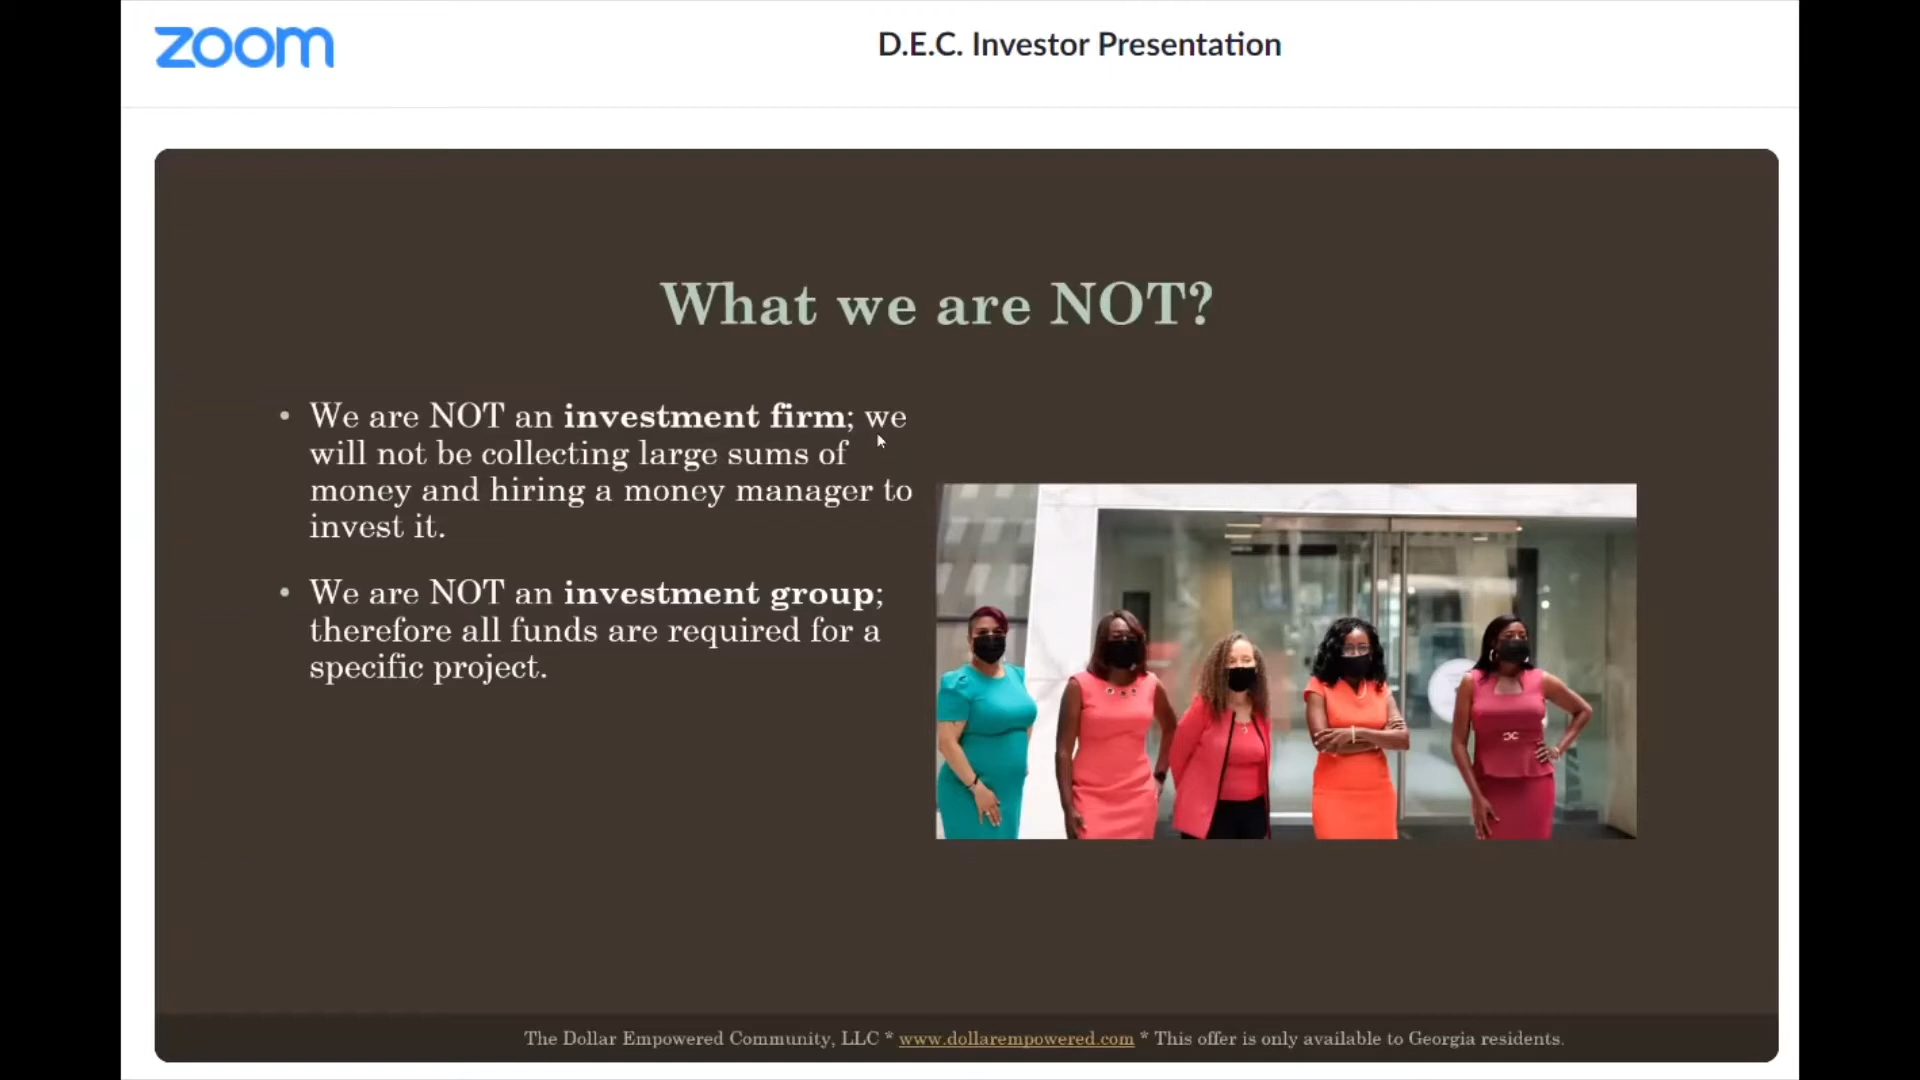 zoom
D.E.C. Investor Presentation
What we are NOT?
• We are NOT an investment firm; we
will not be collecting large sums of
money and hiring a money manager to
invest it.
• We are NOT an investment group;
therefore all funds are required for a
specific project.
The Dollar Empowered Community, LLC * www.dollarempowered.com * This offer is only available to Georgia residents.